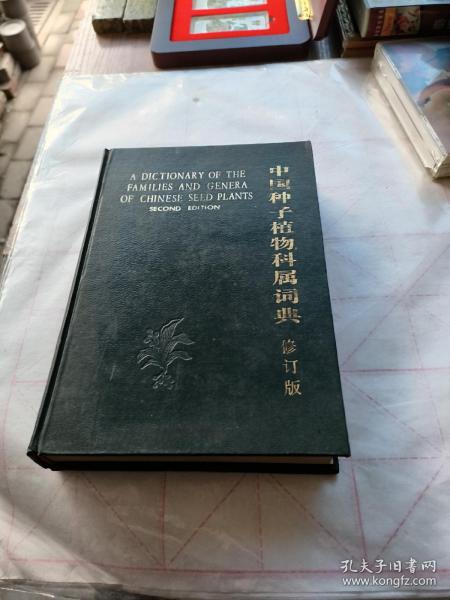 A DICTIONARY OF THE
FAMILIES AND GENERA
OF CHINESE SEED PLANTS
SECOND EDITION
中国种子植物科属词典
修订版
孔夫子旧书网
www.kongfz.com